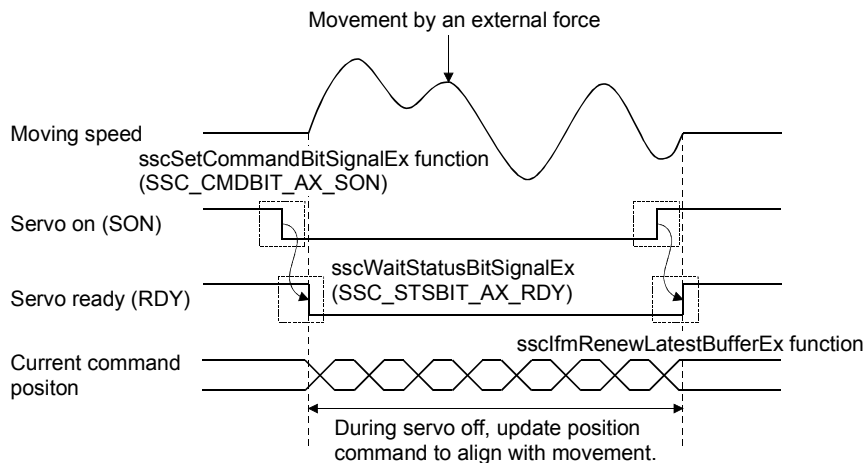 Movement by an external force
Moving speed
sscSetCommandBitSignalEx function
(SSC_CMDBIT_AX_SON)
Servo on (SON)
sscWaitStatusBitSignalEx
(SSC_STSBIT_AX_RDY)
Servo ready (RDY)
sscIfmRenewLatestBufferEx function
Current command
positon
During servo off, update position
command to align with movement.